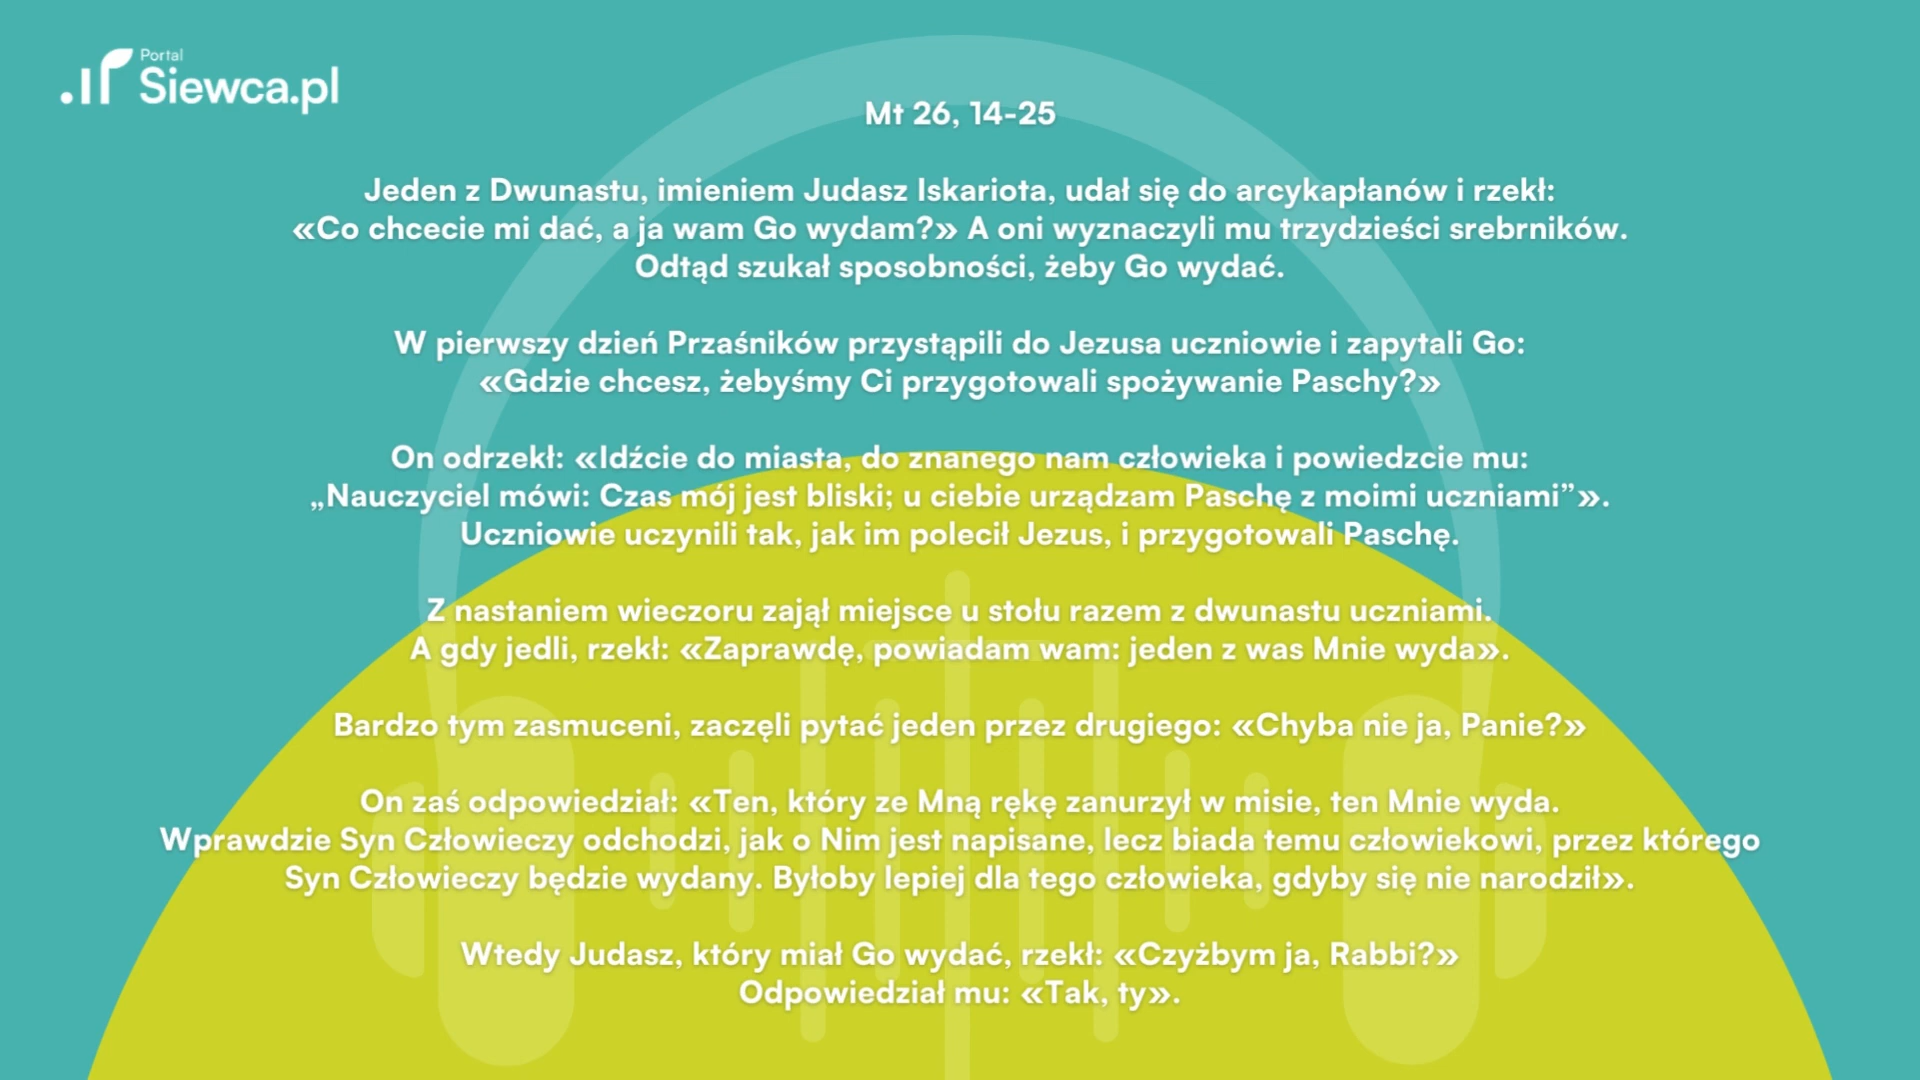 Portal
Siewca.pl
Mt 26, 14-25
Jeden z Dwunastu, imieniem Judasz Iskariota, udał się do arcykapłanów i rzekł:
«Co chcecie mi dać, a ja wam Go wydam?» A oni wyznaczyli mu trzydzieści srebrników.
Odtąd szukał sposobności, żeby Go wydać.
W pierwszy dzień Przaśników przystąpili do Jezusa uczniowie i zapytali Go:
«Gdzie chcesz, żebyśmy Ci przygotowali spożywanie Paschy?»
On odrzekł: «Idźcie do miasta, do znanego nam człowieka i powiedzcie mu:
„Nauczyciel mówi: Czas mój jest bliski; u ciebie urządzam Paschę z moimi uczniami”».
Uczniowie uczynili tak, jak im polecił Jezus, i przygotowali Paschę.
Z nastaniem wieczoru zajął miejsce u stołu razem z dwunastu uczniami.
A gdy jedli, rzekł: «Zaprawdę, powiadam wam: jeden z was Mnie wyda».
Bardzo tym zasmuceni, zaczęli pytać jeden przez drugiego: «Chyba nie ja, Panie?»
On zaś odpowiedział: «Ten, który ze Mną rękę zanurzył w misie, ten Mnie wyda.
Wprawdzie Syn Człowieczy odchodzi, jak o Nim jest napisane, lecz biada temu człowiekowi, przez którego
Syn Człowieczy będzie wydany. Byłoby lepiej dla tego człowieka, gdyby się nie narodził».
Wtedy Judasz, który miał Go wydać, rzekł: «Czyżbym ja, Rabbi?»
Odpowiedział mu: «Tak, ty».